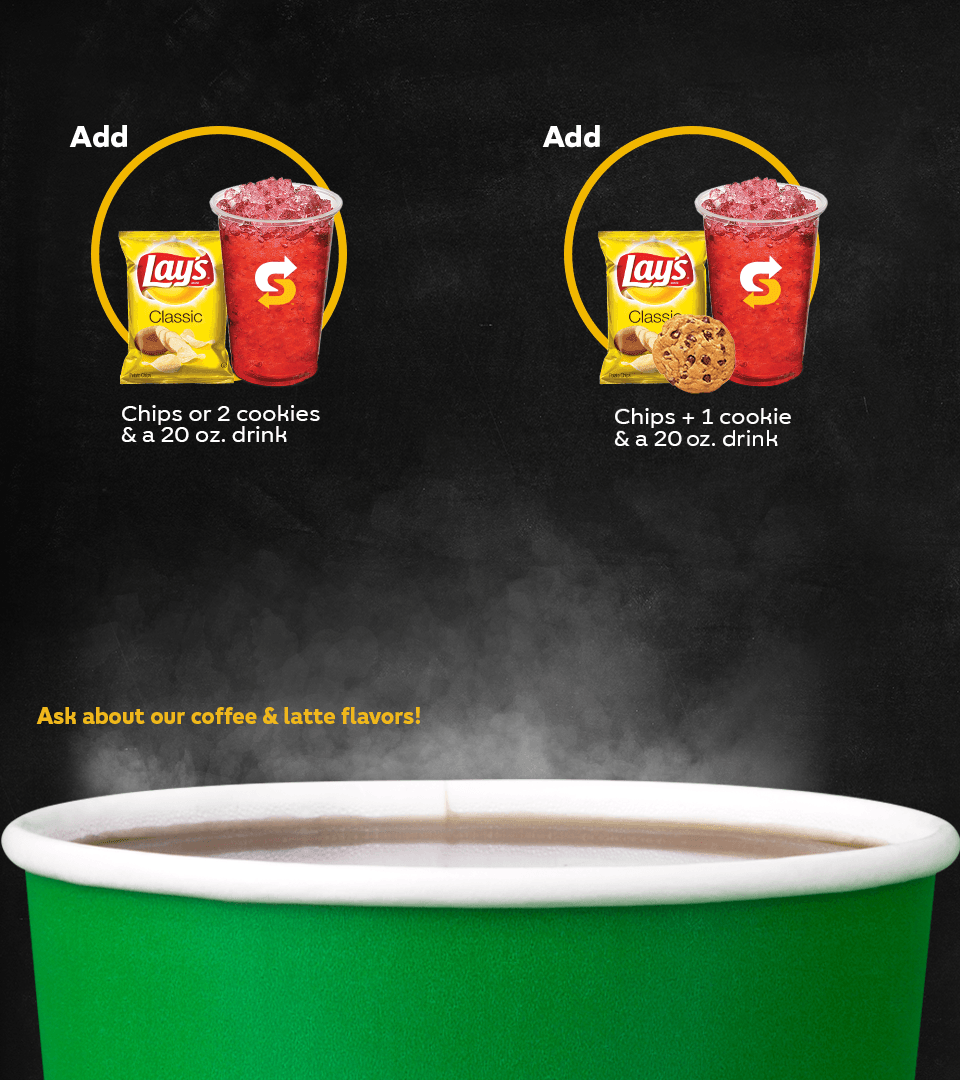 Add
Lay's
Classic
Chips or 2 cookies
& a 20 oz. drink
Add
Lay's
Classic
Chips + 1 cookie
& a 20 oz. drink
Ask about our coffee & latte flavors!